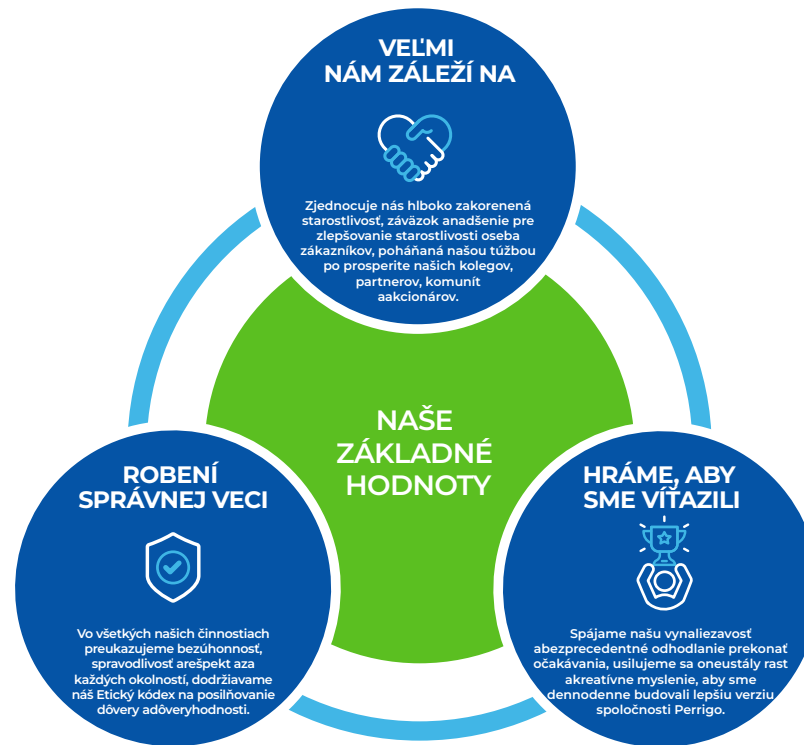 VEĽMI
NÁM ZÁLEŽÍ NA
Zjednocuje nás hlboko zakorenená
starostlivosť, záväzok anadšenie pre
zlepšovanie starostlivosti oseba
zákazníkov, poháňaná našou túžbou
po prosperite našich kolegov,
partnerov, komunít
aakcionárov.
NAŠE
ZÁKLADNÉ
HODNOTY
ROBENÍ
SPRÁVNEJ VECI
Vo všetkých našich činnostiach
preukazujeme bezúhonnosť,
spravodlivosť arešpekt aza
každých okolností, dodržiavame
náš Etický kódex na posilňovanie
dôvery adôveryhodnosti.
HRÁME, ABY
SME VÍŤAZILI
Spájame našu vynaliezavosť
abezprecedentné odhodlanie prekonať
očakávania, usilujeme sa oneustály rast
akreatívne myslenie, aby sme
dennodenne budovali lepšiu verziu
spoločnosti Perrigo.